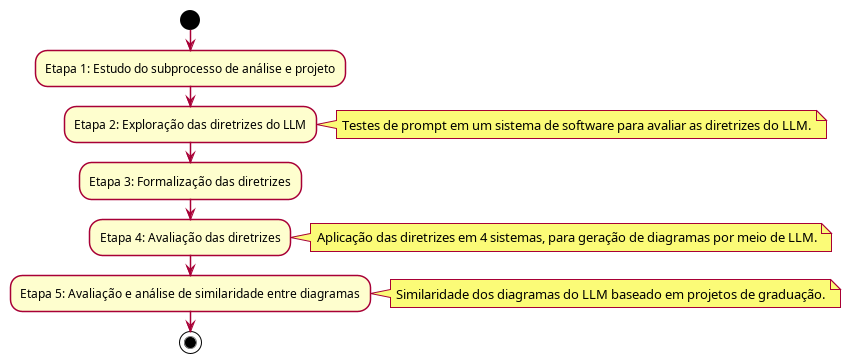 Etapa 1: Estudo do subprocesso de análise e projeto
Etapa 2: Exploração das diretrizes do LLM
Testes de prompt em um sistema de software para avaliar as diretrizes do LLM.
Etapa 3: Formalização das diretrizes
Etapa 4: Avaliação das diretrizes
Aplicação das diretrizes em 4 sistemas, para geração de diagramas por meio de LLM.
Etapa 5: Avaliação e análise de similaridade entre diagramas
Similaridade dos diagramas do LLM baseado em projetos de graduação.